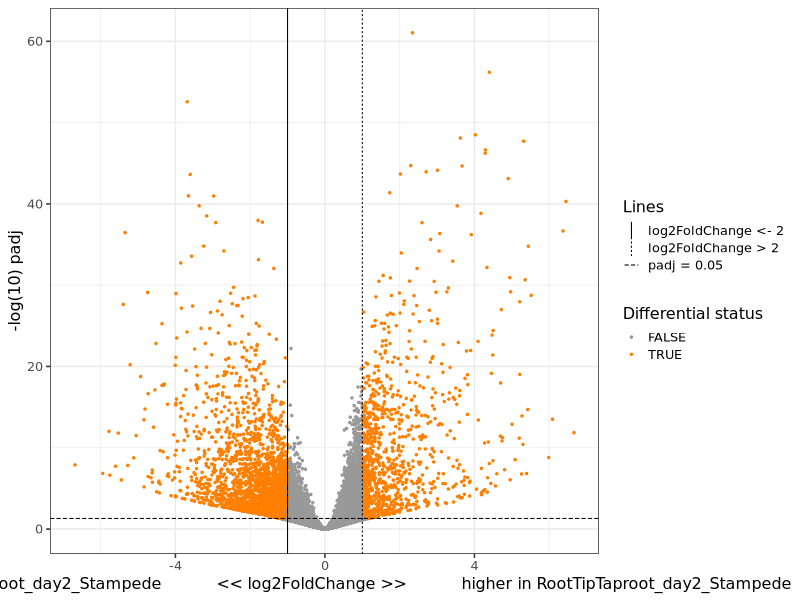 60
40
20
0
-log(10) padj
-4
0
4
oot_day2_Stampede << log2FoldChange >> higher in RootTipTaproot_day2_Stampede
Lines
log2FoldChange <- 2
log2FoldChange > 2
padj = 0.05
Differential status
FALSE
TRUE